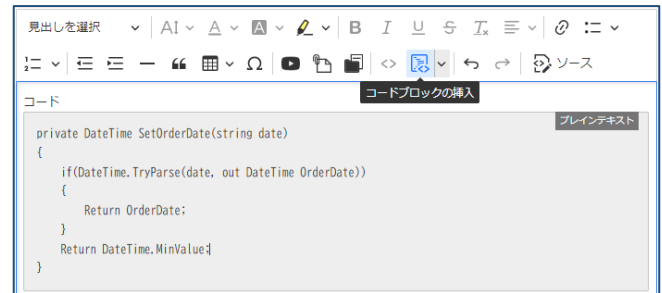 見出しを選択 AI A A B I U S Tx
Ω ソース
コードブロックの挿入
コード
プレインテキスト
private DateTime SetOrderDate(string date)
{
if(DateTime.TryParse(date, out DateTime OrderDate))
{
Return OrderDate;
}
Return DateTime.MinValue;
}